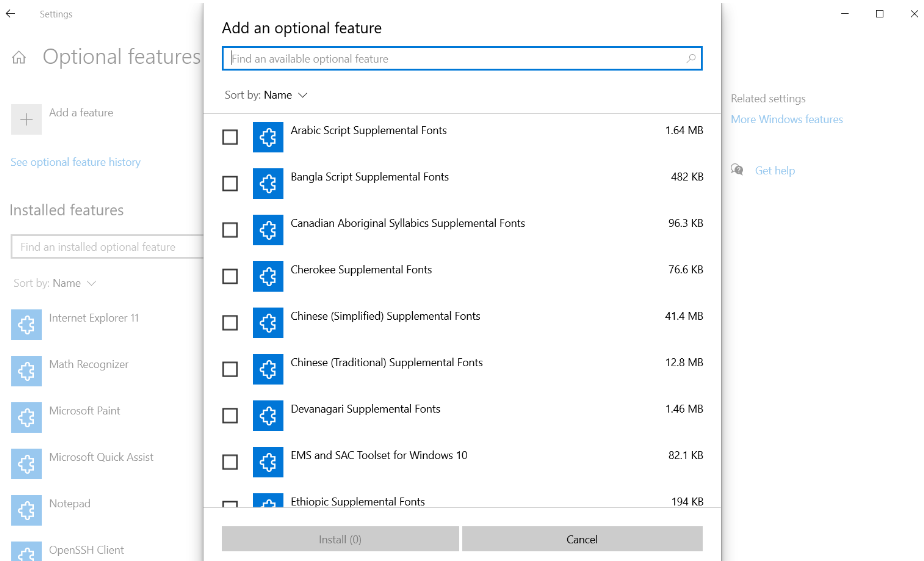 Settings
Optional features
Add a feature
See optional feature history
Installed features
Find an installed optional feature
Sort by: Name
Internet Explorer 11
Math Recognizer
Microsoft Paint
Microsoft Quick Assist
Notepad
OpenSSH Client
Add an optional feature
Find an available optional feature
Sort by: Name
Arabic Script Supplemental Fonts 1.64 MB
Bangla Script Supplemental Fonts 482 KB
Canadian Aboriginal Syllabics Supplemental Fonts 96.3 KB
Cherokee Supplemental Fonts 76.6 KB
Chinese (Simplified) Supplemental Fonts 41.4 MB
Chinese (Traditional) Supplemental Fonts 12.8 MB
Devanagari Supplemental Fonts 1.46 MB
EMS and SAC Toolset for Windows 10 82.1 KB
Ethiopic Supplemental Fonts 194 KB
Install (0) Cancel
Related settings
More Windows features
Get help